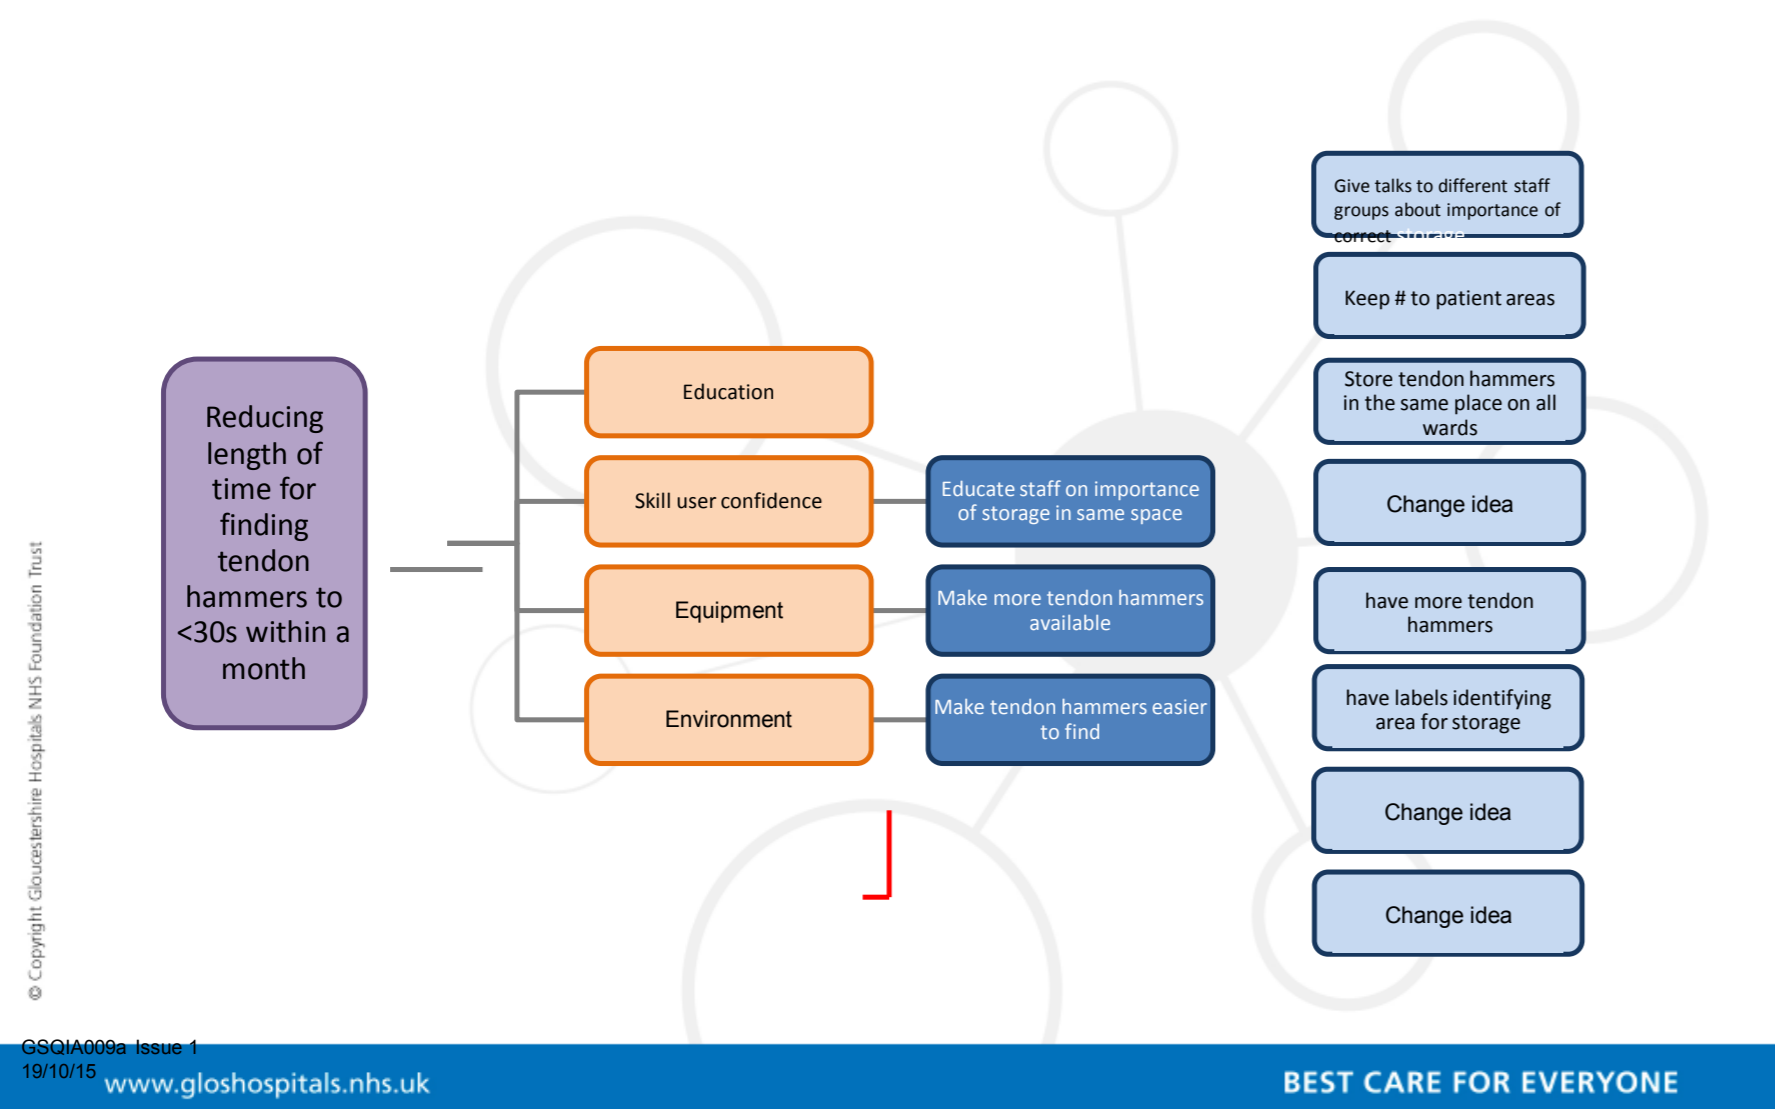 Reducing
length of
time for
finding
tendon
hammers to
<30s within a
month
Education
Skill user confidence
Equipment
Environment
Educate staff on importance
of storage in same space
Make more tendon hammers
available
Make tendon hammers easier
to find
Give talks to different staff
groups about importance of
correct storage
Keep # to patient areas
Store tendon hammers
in the same place on all
wards
Change idea
have more tendon
hammers
have labels identifying
area for storage
Change idea
Change idea
© Copyright Gloucestershire Hospitals NHS Foundation Trust
GSQIA009a Issue 1
19/10/15
www.gloshospitals.nhs.uk
BEST CARE FOR EVERYONE